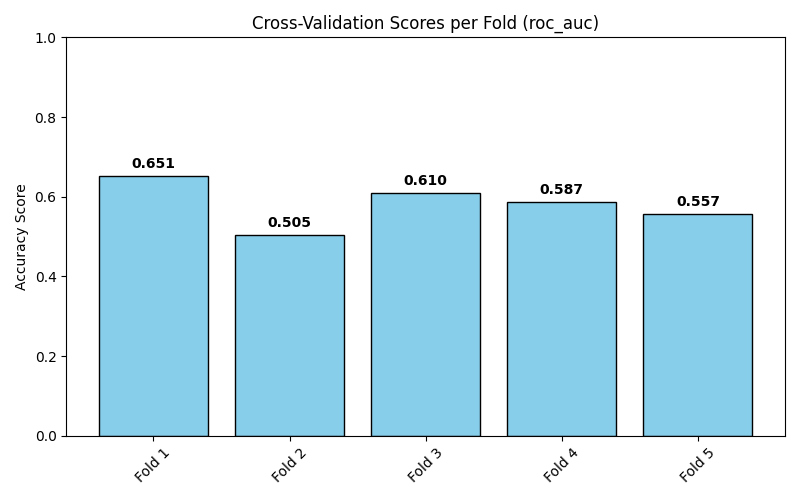 Cross-Validation Scores per Fold (roc_auc)
Accuracy Score
1.0
0.8
0.6
0.4
0.2
0.0
0.651
0.505
0.610
0.587
0.557
Fold 1
Fold 2
Fold 3
Fold 4
Fold 5